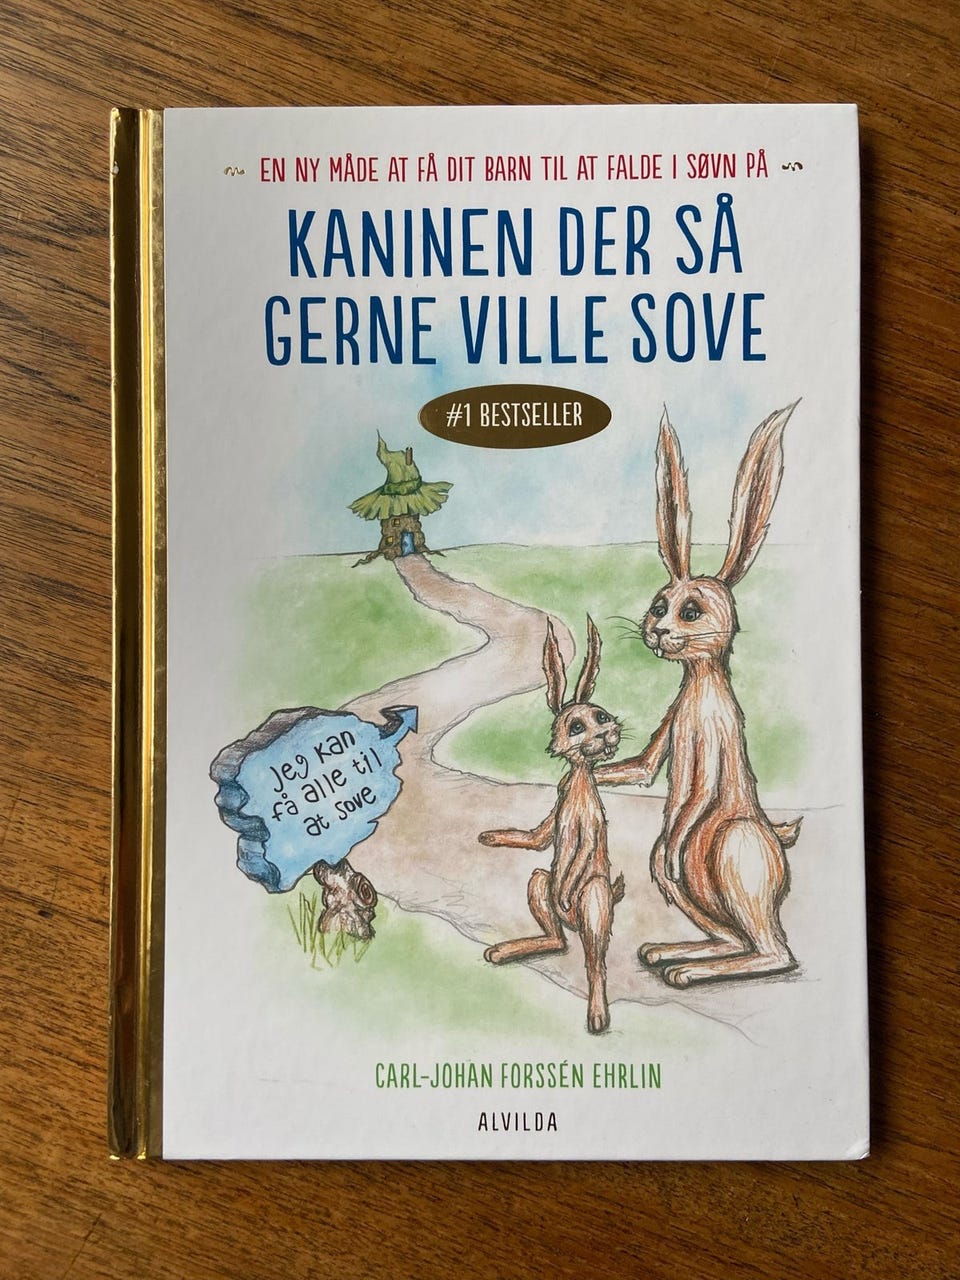 EN NY MÅDE AT FÅ DIT BARN TIL AT FALDE I SØVN PÅ
KANINEN DER SÅ
GERNE VILLE SOVE
#1 BESTSELLER
Jeg kan
få alle til
at sove
CARL-JOHAN FORSSÉN EHRLIN
ALVILDA